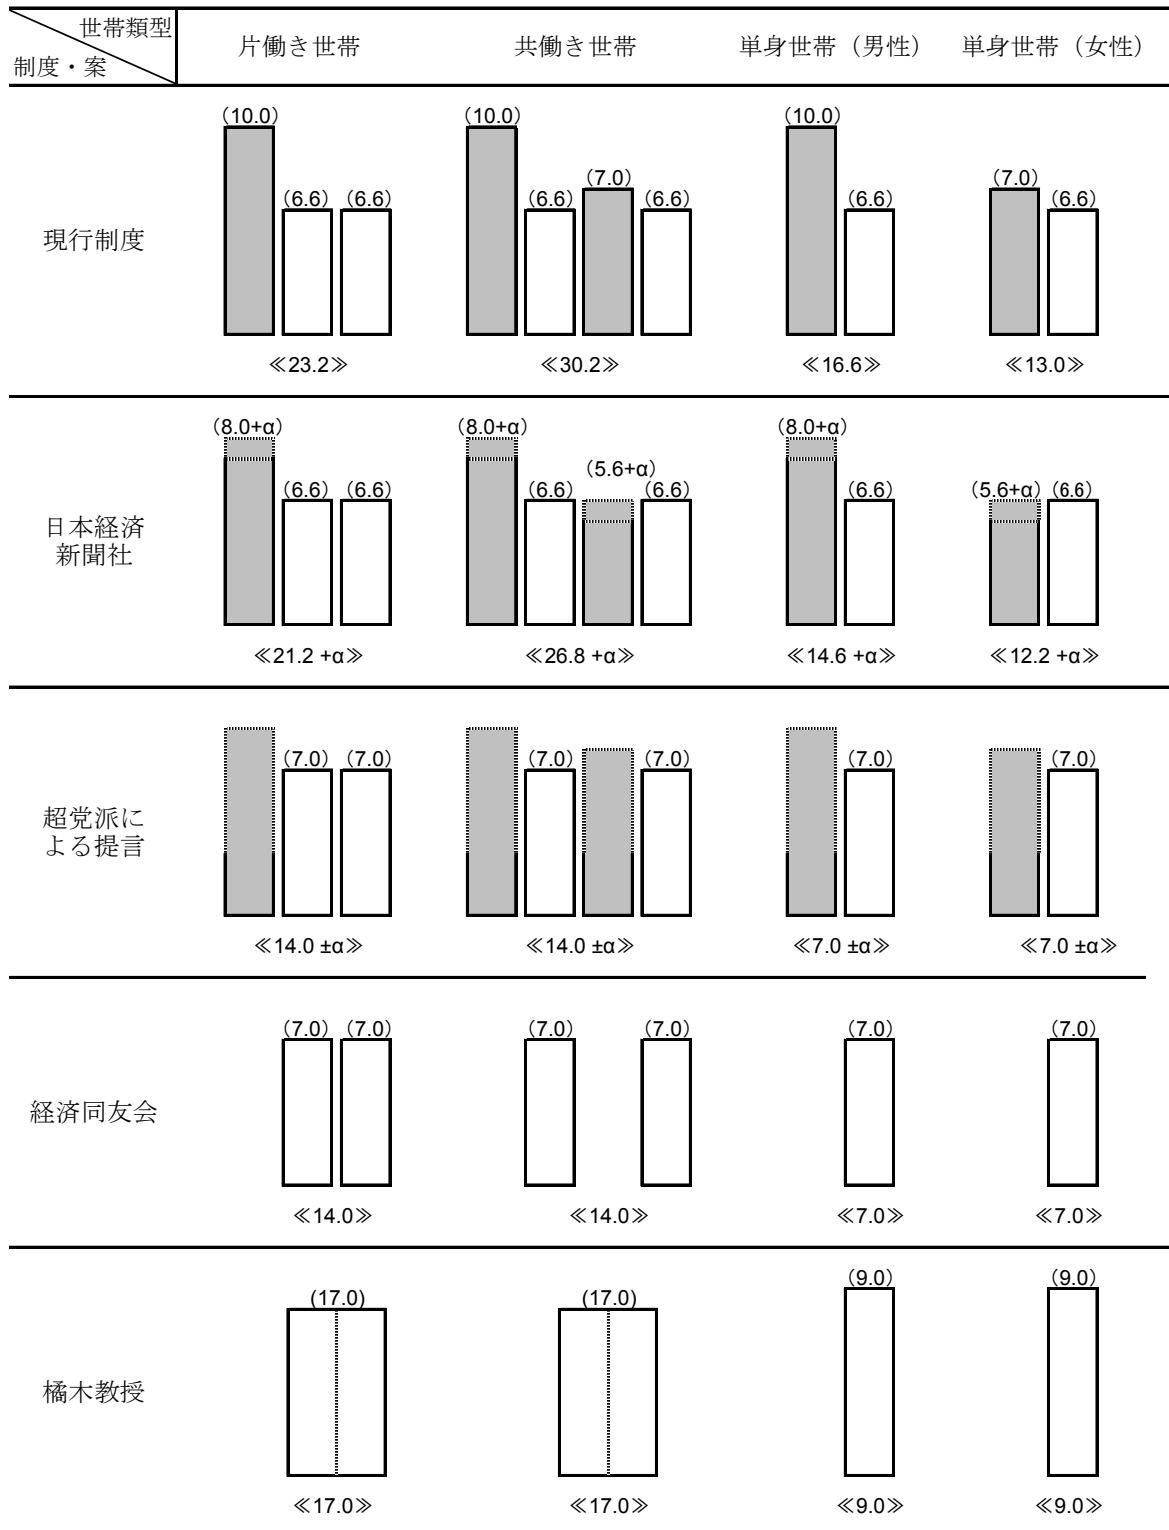 世帯類型
制度・案
片働き世帯 共働き世帯 単身世帯（男性） 単身世帯（女性）
(10.0) (10.0) (10.0)
(7.0) (7.0)
(6.6) (6.6) (6.6) (6.6) (6.6) (6.6)
現行制度
≪23.2≫ ≪30.2≫ ≪16.6≫ ≪13.0≫
(8.0+α) (8.0+α) (8.0+α)
(5.6+α)
(6.6) (6.6) (6.6) (6.6) (6.6) (5.6+α) (6.6)
日本経済
新聞社
≪21.2 +α≫ ≪26.8 +α≫ ≪14.6 +α≫ ≪12.2 +α≫
(7.0) (7.0) (7.0) (7.0) (7.0) (7.0)
超党派に
よる提言
≪14.0 ±α≫ ≪14.0 ±α≫ ≪7.0 ±α≫ ≪7.0 ±α≫
(7.0) (7.0) (7.0) (7.0) (7.0) (7.0)
経済同友会
≪14.0≫ ≪14.0≫ ≪7.0≫ ≪7.0≫
(9.0) (9.0)
(17.0) (17.0)
橘木教授
≪17.0≫ ≪17.0≫ ≪9.0≫ ≪9.0≫